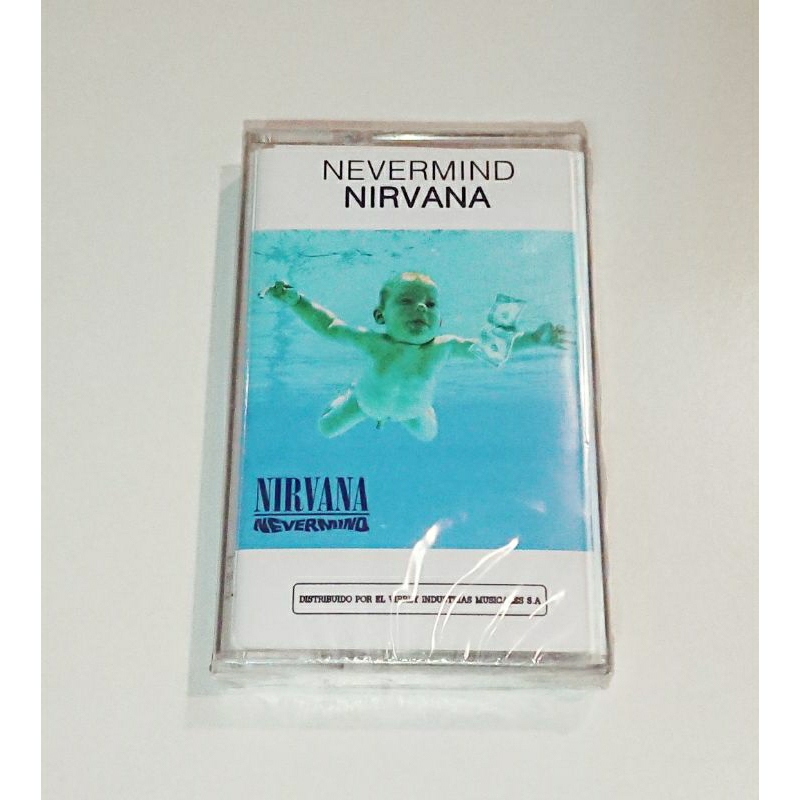 NEVERMIND
NIRVANA
NIRVANA
NEVERMIND
DISTRIBUIDO POR EL INDUSTRIAS MUSICALES S.A